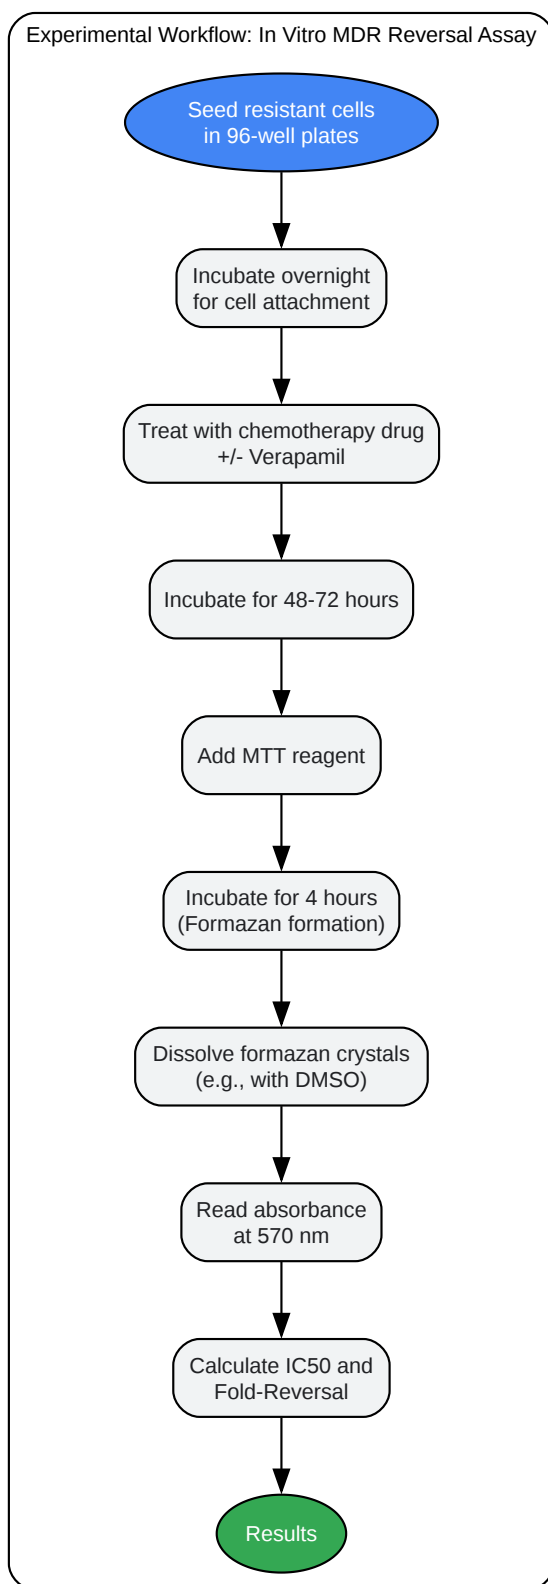 Experimental Workflow: In Vitro MDR Reversal Assay
Seed resistant cells
in 96-well plates
Incubate overnight
for cell attachment
Treat with chemotherapy drug
+/- Verapamil
Incubate for 48-72 hours
Add MTT reagent
Incubate for 4 hours
(Formazan formation)
Dissolve formazan crystals
(e.g., with DMSO)
Read absorbance
at 570 nm
Calculate IC50 and
Fold-Reversal
Results